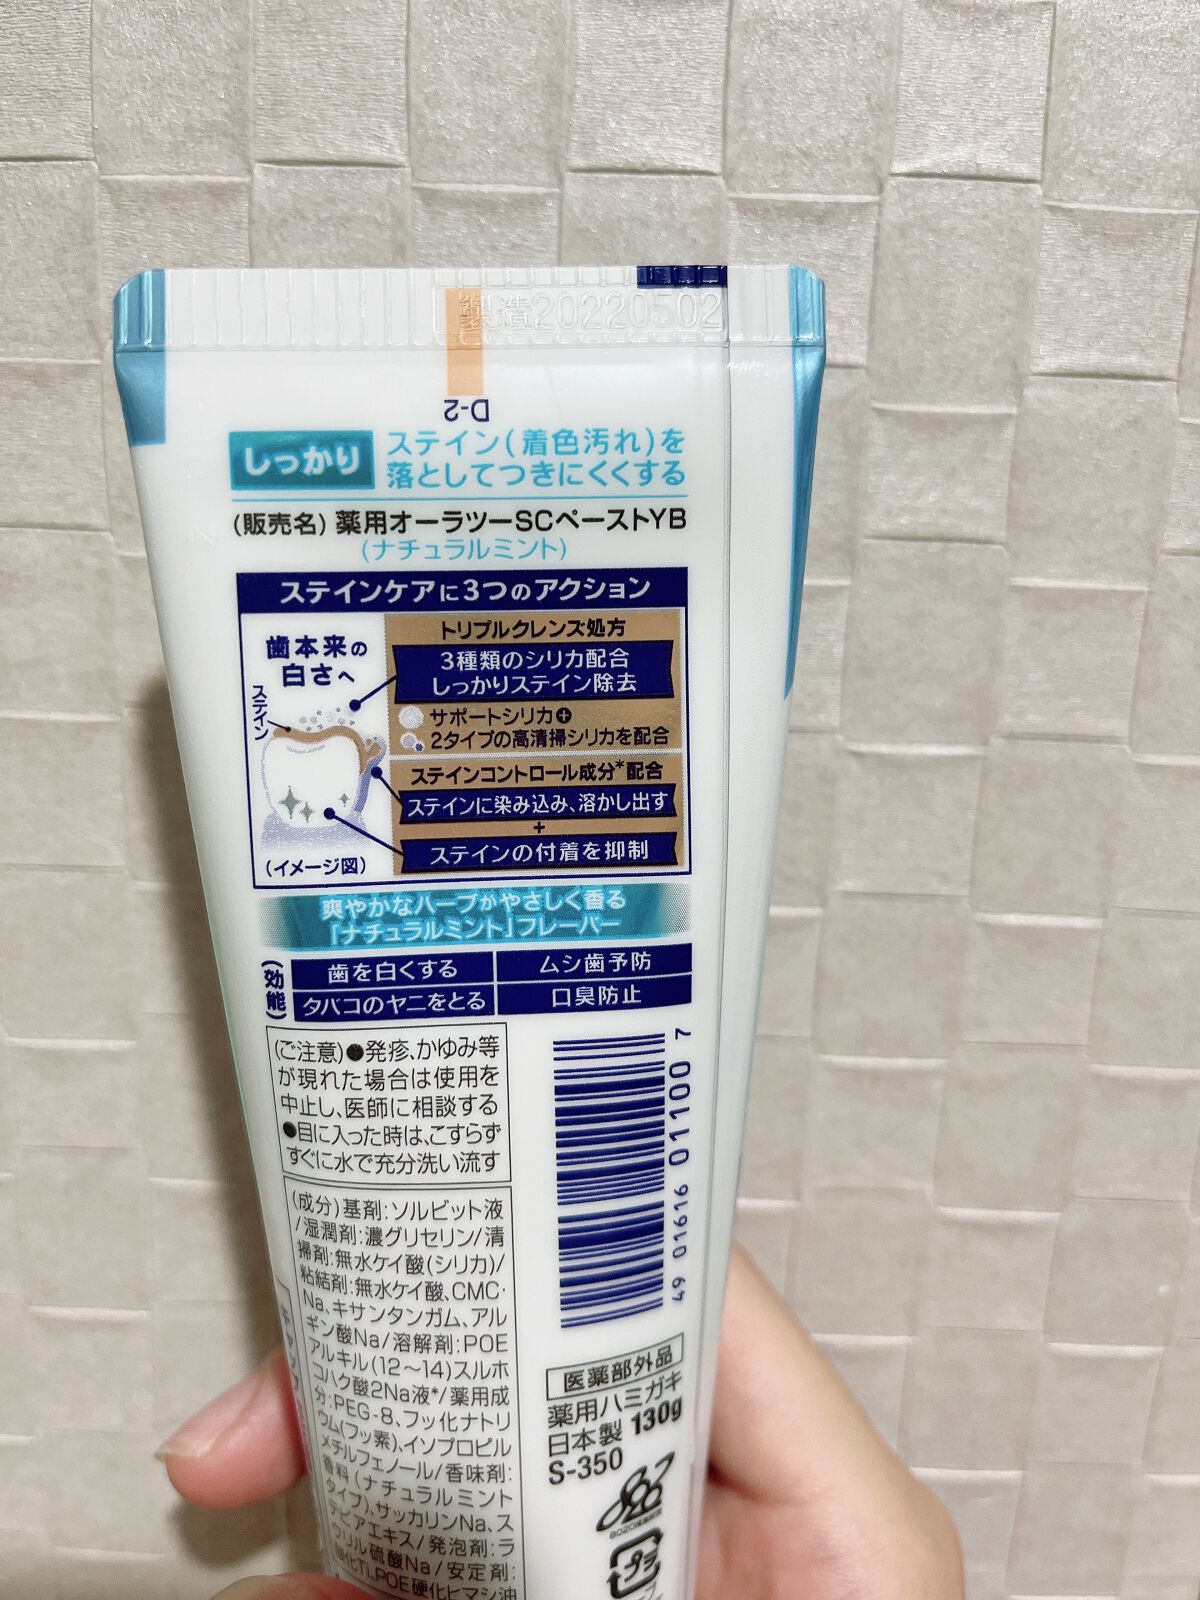 製造20220502
D-2
しっかり
ステイン(着色汚れ)を
落としてつきにくくする
(販売名) 薬用オーラツーSCペーストYB
(ナチュラルミント)
ステインケアに3つのアクション
歯本来の
白さへ
ステイン
(イメージ図)
トリプルクレンズ処方
3種類のシリカ配合
しっかりステイン除去
サポートシリカ+
2タイプの高清掃シリカを配合
ステインコントロール成分*配合
ステインに染み込み、溶かし出す
+
ステインの付着を抑制
爽やかなハーブがやさしく香る
「ナチュラルミント」フレーバー
(効能)
歯を白くする
ムシ歯予防
タバコのヤニをとる
口臭防止
(ご注意)●発疹、かゆみ等
が現れた場合は使用を
中止し、医師に相談する
●目に入った時は、こすらず
すぐに水で充分洗い流す
(成分)基剤:ソルビット液
/湿潤剤:濃グリセリン/清
掃剤:無水ケイ酸(シリカ)/
粘結剤:無水ケイ酸、CMC・
Na、キサンタンガム、アル
ギン酸Na/溶解剤:POE
アルキル(12～14)スルホ
コハク酸2Na液*/薬用成
分:PEG-8、フッ化ナトリ
ウム(フッ素)、イソプロピル
メチルフェノール/香味剤:
香料(ナチュラルミント
タイプ)、サッカリンNa、ス
テビアエキス/発泡剤:ラ
ウリル硫酸Na/安定剤:
酸化Ti、POE硬化ヒマシ油
49 01616 01100 7
医薬部外品
薬用ハミガキ
日本製 130g
S-350
8020
プラ